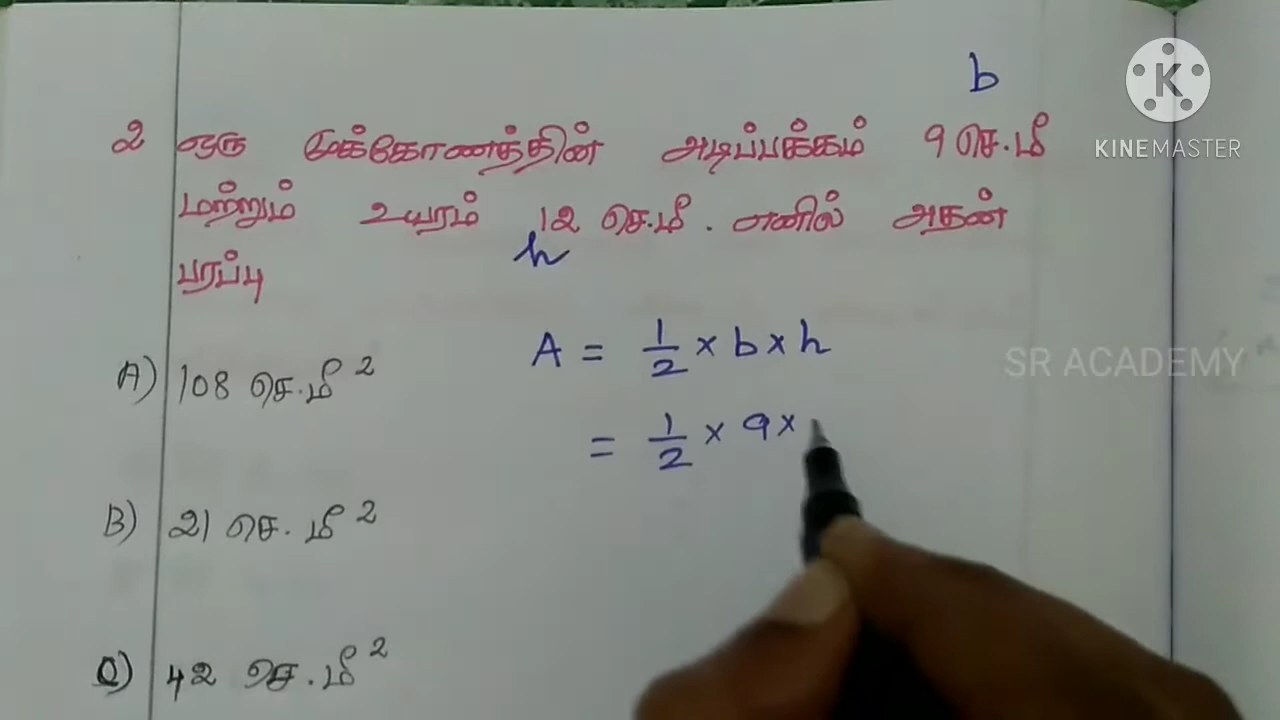 b
2 ஒரு முக்கோணத்தின் அடிப்பக்கம் 9 செ.மீ
KINEMASTER
மற்றும் உயரம் 12 செ.மீ. எனில் அதன்
h
பரப்பு
A = 1/2 × b × h
A) 108 செ.மீ ²
SR ACADEMY
= 1/2 × 9 ×
B) 21 செ.மீ ²
C) 42 செ.மீ ²